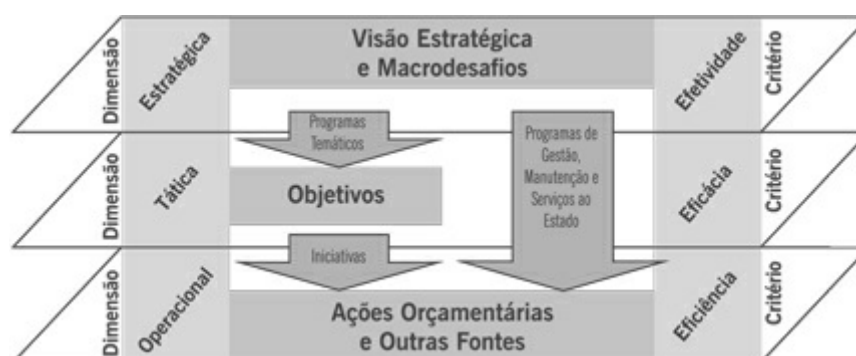 Dimensão
Estratégica
Visão Estratégica
e Macrodesafios
Efetividade
Critério
Programas
Temáticos
Programas de
Gestão,
Manutenção e
Serviços ao
Estado
Dimensão
Tática
Objetivos
Eficácia
Critério
Iniciativas
Dimensão
Operacional
Ações Orçamentárias
e Outras Fontes
Eficiência
Critério